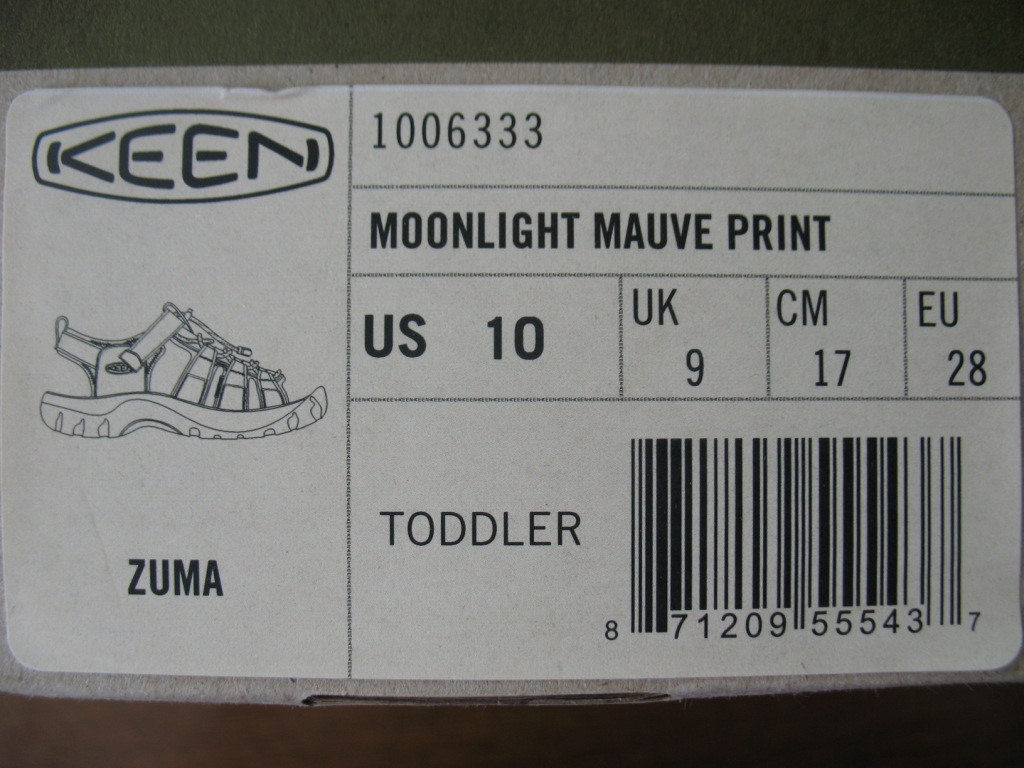 KEEN
1006333
MOONLIGHT MAUVE PRINT
US 10
UK 9
CM 17
EU 28
TODDLER
ZUMA
8 71209 55543 7